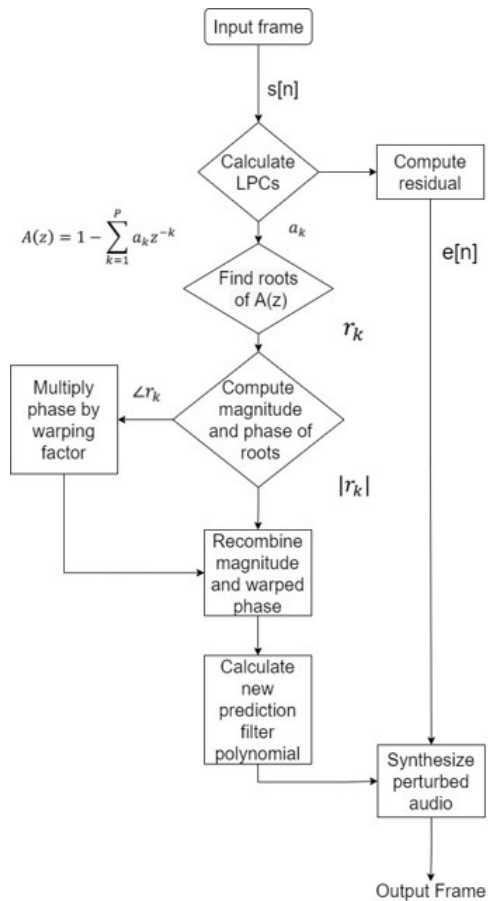 Input frame
s[n]
Calculate
LPCs
Compute
residual
A(z) = 1 − ∑_{k=1}^{P} a_k z^{−k}
a_k
e[n]
Find roots
of A(z)
r_k
Multiply
phase by
warping
factor
∠r_k
Compute
magnitude
and phase of
roots
|r_k|
Recombine
magnitude
and warped
phase
Calculate
new
prediction
filter
polynomial
Synthesize
perturbed
audio
Output Frame